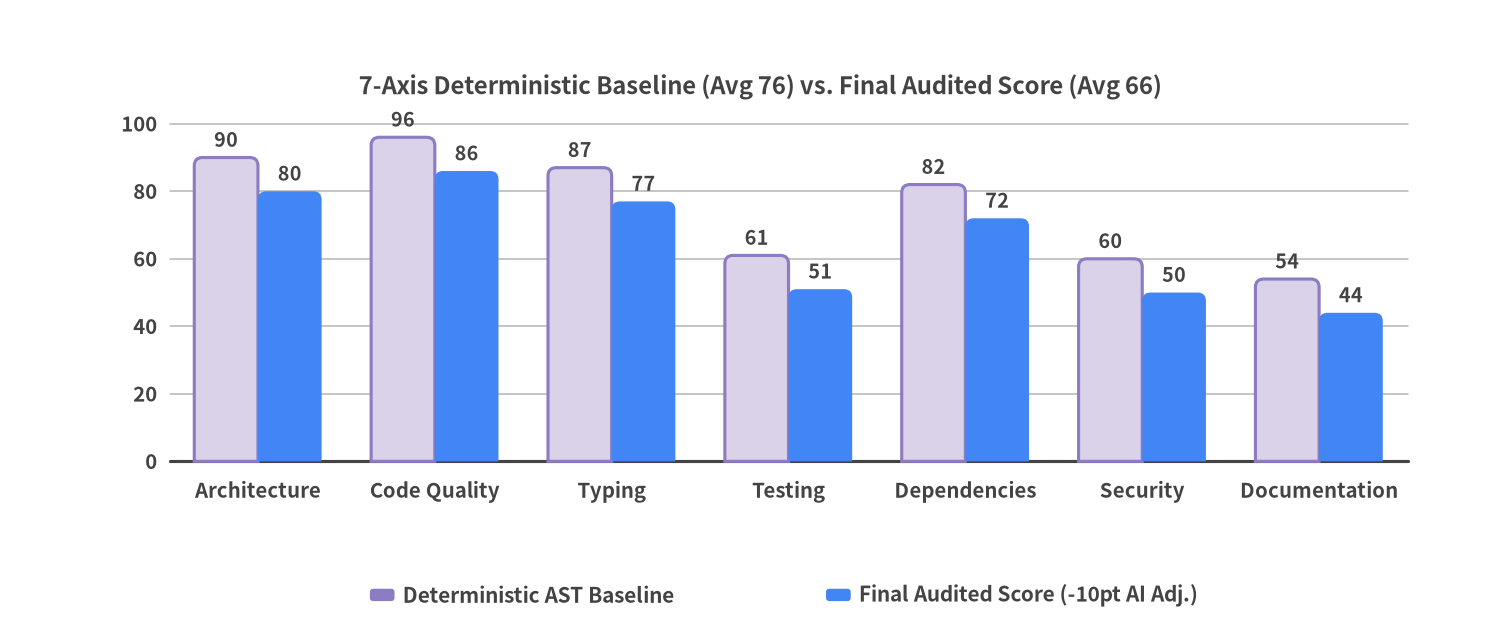 7-Axis Deterministic Baseline (Avg 76) vs. Final Audited Score (Avg 66)
100
80
60
40
20
0
90
80
96
86
87
77
61
51
82
72
60
50
54
44
Architecture
Code Quality
Typing
Testing
Dependencies
Security
Documentation
Deterministic AST Baseline
Final Audited Score (-10pt AI Adj.)